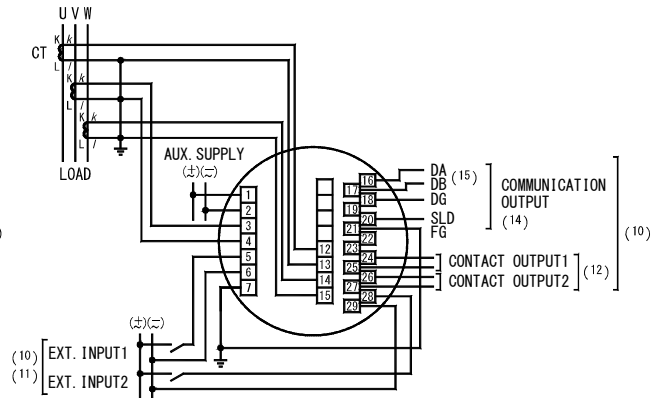 U V W
K k
CT
L l
K k
L l
K k
L l
LOAD
AUX. SUPPLY
(±)(∓)
1
2
3
4
5
6
7
12
13
14
15
16
17
18
19
20
21
22
23
24
25
26
27
28
29
DA
DB
(15)
DG
SLD
FG
COMMUNICATION
OUTPUT
(14)
(10)
CONTACT OUTPUT1
CONTACT OUTPUT2
(12)
)
(10)
(11)
EXT. INPUT1
EXT. INPUT2